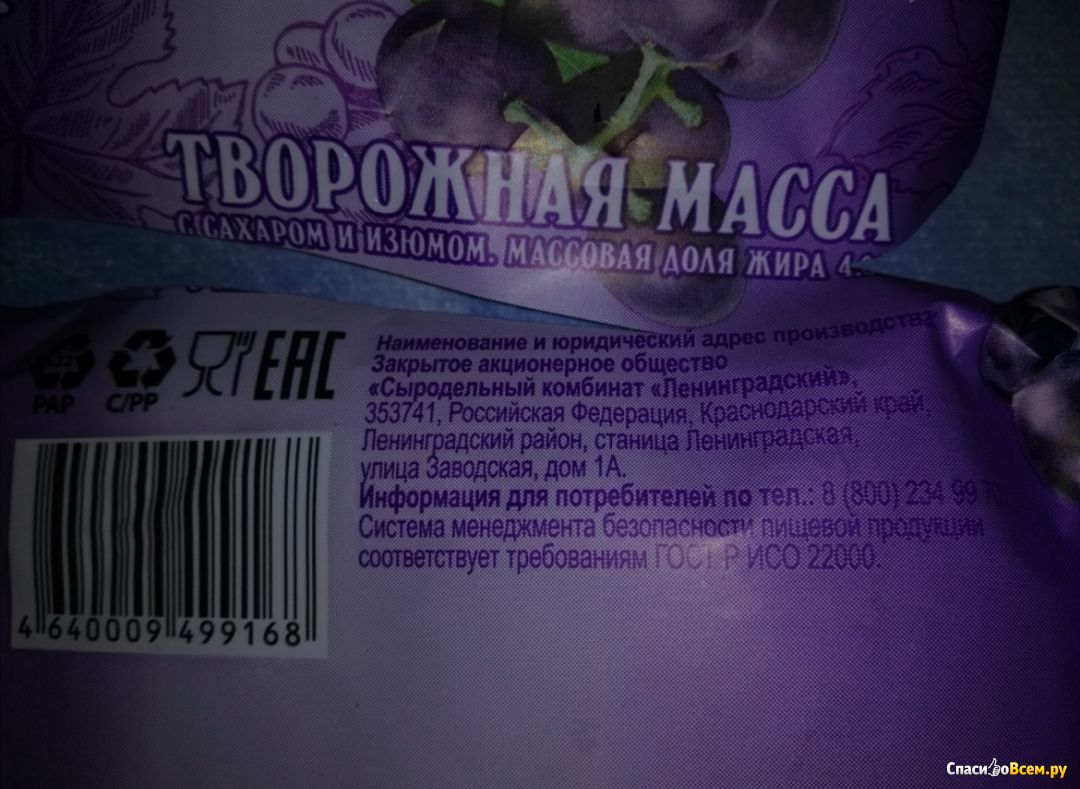 ТВОРОЖНАЯ МАССА
С САХАРОМ И ИЗЮМОМ. МАССОВАЯ ДОЛЯ ЖИРА
22
PAP
C/PP
EAC
4 640009 499168
Наименование и юридический адрес производства:
Закрытое акционерное общество
«Сыродельный комбинат «Ленинградский»,
353741, Российская Федерация, Краснодарский край,
Ленинградский район, станица Ленинградская,
улица Заводская, дом 1А.
Информация для потребителей по тел.: 8 (800) 234 99 70.
Система менеджмента безопасности пищевой продукции
соответствует требованиям ГОСТ Р ИСО 22000.
СпасибоВсем.ру